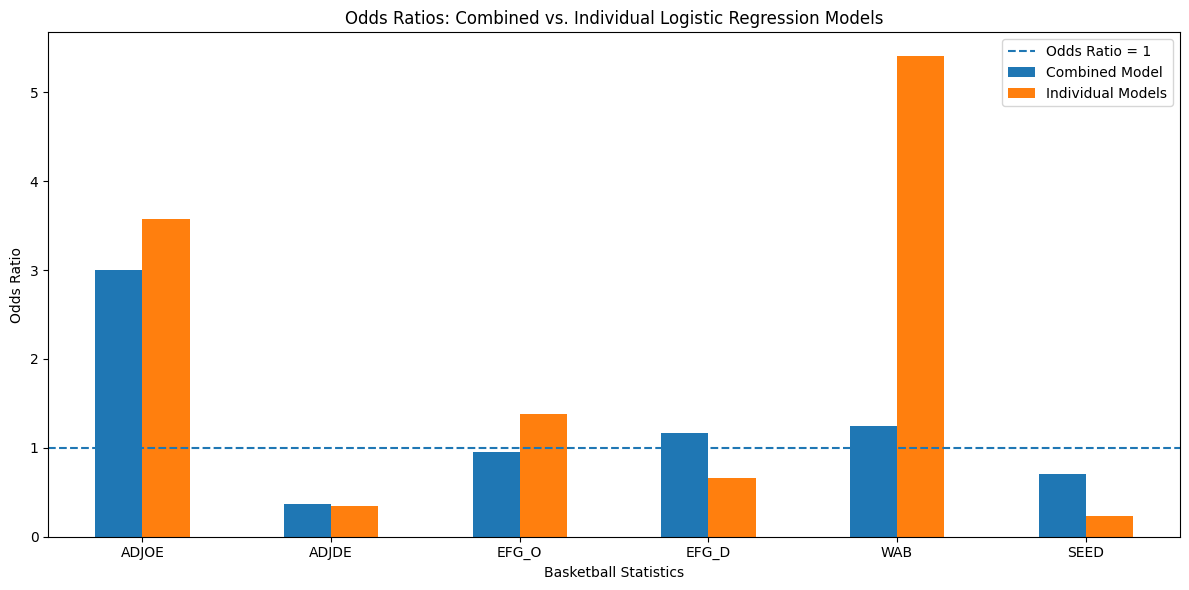 Odds Ratios: Combined vs. Individual Logistic Regression Models
Odds Ratio = 1
Combined Model
Individual Models
Odds Ratio
5
4
3
2
1
0
ADJOE
ADJDE
EFG_O
EFG_D
WAB
SEED
Basketball Statistics